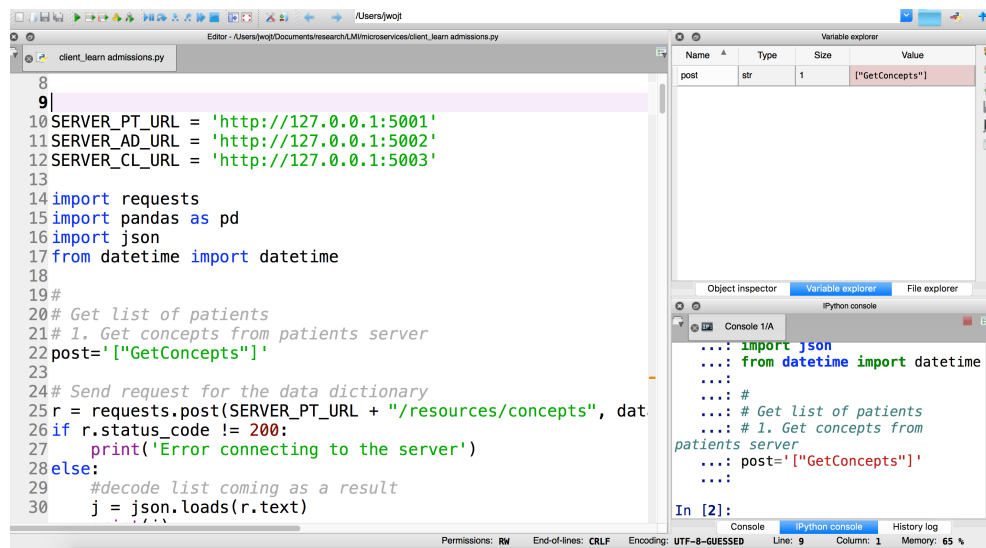 /Users/jwojt
Editor - /Users/jwojt/Documents/research/LMI/microservices/client_learn admissions.py
client_learn admissions.py
8
9
10 SERVER_PT_URL = 'http://127.0.0.1:5001'
11 SERVER_AD_URL = 'http://127.0.0.1:5002'
12 SERVER_CL_URL = 'http://127.0.0.1:5003'
13
14 import requests
15 import pandas as pd
16 import json
17 from datetime import datetime
18
19 #
20 # Get list of patients
21 # 1. Get concepts from patients server
22 post='["GetConcepts"]'
23
24 # Send request for the data dictionary
25 r = requests.post(SERVER_PT_URL + "/resources/concepts", dat
26 if r.status_code != 200:
27     print('Error connecting to the server')
28 else:
29     #decode list coming as a result
30     j = json.loads(r.text)
Variable explorer
Name Type Size Value
post str 1 ["GetConcepts"]
Object inspector Variable explorer File explorer
IPython console
Console 1/A
...: import json
...: from datetime import datetime
...:
...: #
...: # Get list of patients
...: # 1. Get concepts from
patients server
...: post='["GetConcepts"]'
...:
In [2]:
Console IPython console History log
Permissions: RW End-of-lines: CRLF Encoding: UTF-8-GUESSED Line: 9 Column: 1 Memory: 65 %